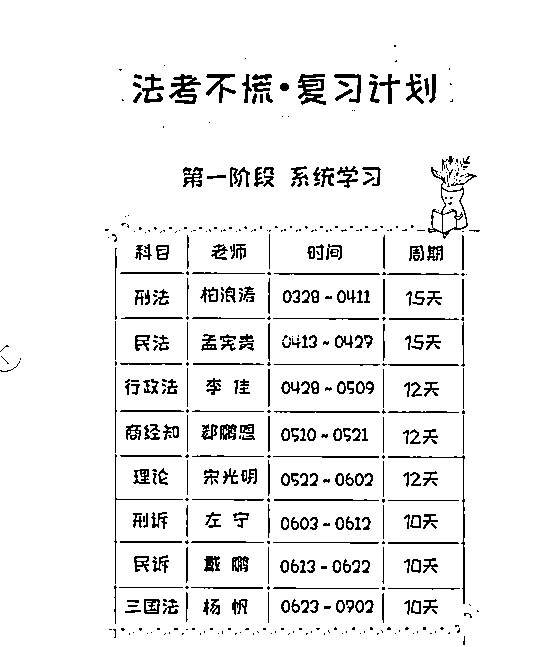 法考不慌·复习计划
第一阶段 系统学习
科目 老师 时间 周期
刑法 柏浪涛 0328~0411 15天
民法 孟宪贵 0413~0427 15天
行政法 李佳 0428~0509 12天
商经知 鄢鹏恩 0510~0521 12天
理论 宋光明 0522~0602 12天
刑诉 左宁 0603-0612 10天
民诉 戴鹏 0613-0622 10天
三国法 杨帆 0623-0702 10天